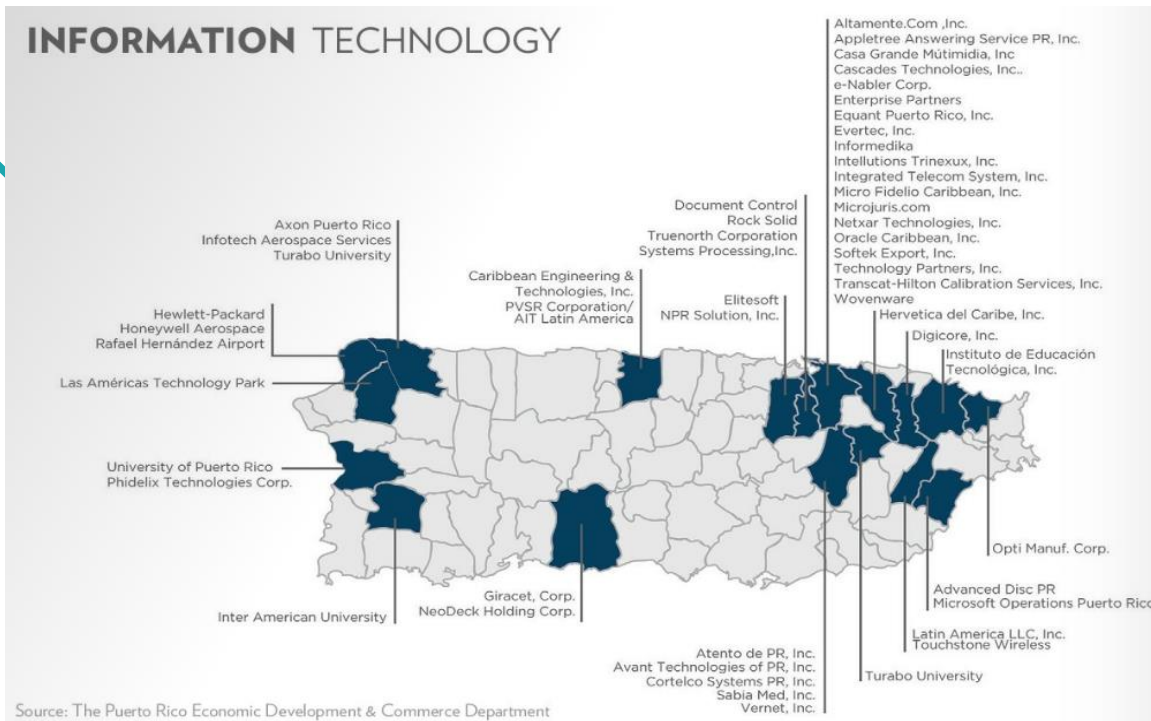 INFORMATION TECHNOLOGY
Altamente.Com ,Inc.
Appletree Answering Service PR, Inc.
Casa Grande Mútimidia, Inc
Cascades Technologies, Inc..
e-Nabler Corp.
Enterprise Partners
Equant Puerto Rico, Inc.
Evertec, Inc.
Informedika
Intellutions Trinexux, Inc.
Integrated Telecom System, Inc.
Micro Fidelio Caribbean, Inc.
Microjuris.com
Netxar Technologies, Inc.
Oracle Caribbean, Inc.
Softek Export, Inc.
Technology Partners, Inc.
Transcat-Hilton Calibration Services, Inc.
Wovenware
Document Control
Rock Solid
Truenorth Corporation
Systems Processing,Inc.
Axon Puerto Rico
Infotech Aerospace Services
Turabo University
Caribbean Engineering &
Technologies, Inc.
PVSR Corporation/
AIT Latin America
Elitesoft
NPR Solution, Inc.
Hervetica del Caribe, Inc.
Digicore, Inc.
Instituto de Educación
Tecnológica, Inc.
Hewlett-Packard
Honeywell Aerospace
Rafael Hernández Airport
Las Américas Technology Park
University of Puerto Rico
Phidelix Technologies Corp.
Inter American University
Giracet, Corp.
NeoDeck Holding Corp.
Opti Manuf. Corp.
Advanced Disc PR
Microsoft Operations Puerto Rico
Latin America LLC, Inc.
Touchstone Wireless
Turabo University
Atento de PR, Inc.
Avant Technologies of PR, Inc.
Cortelco Systems PR, Inc.
Sabia Med, Inc.
Vernet, Inc.
Source: The Puerto Rico Economic Development & Commerce Department